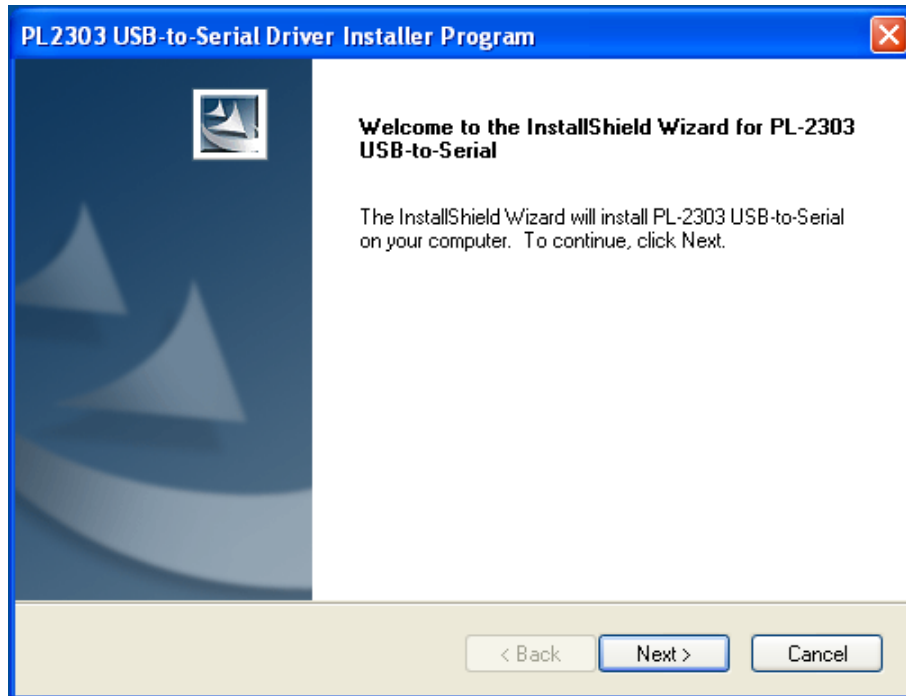 PL2303 USB-to-Serial Driver Installer Program
Welcome to the InstallShield Wizard for PL-2303
USB-to-Serial
The InstallShield Wizard will install PL-2303 USB-to-Serial
on your computer.  To continue, click Next.
< Back
Next >
Cancel